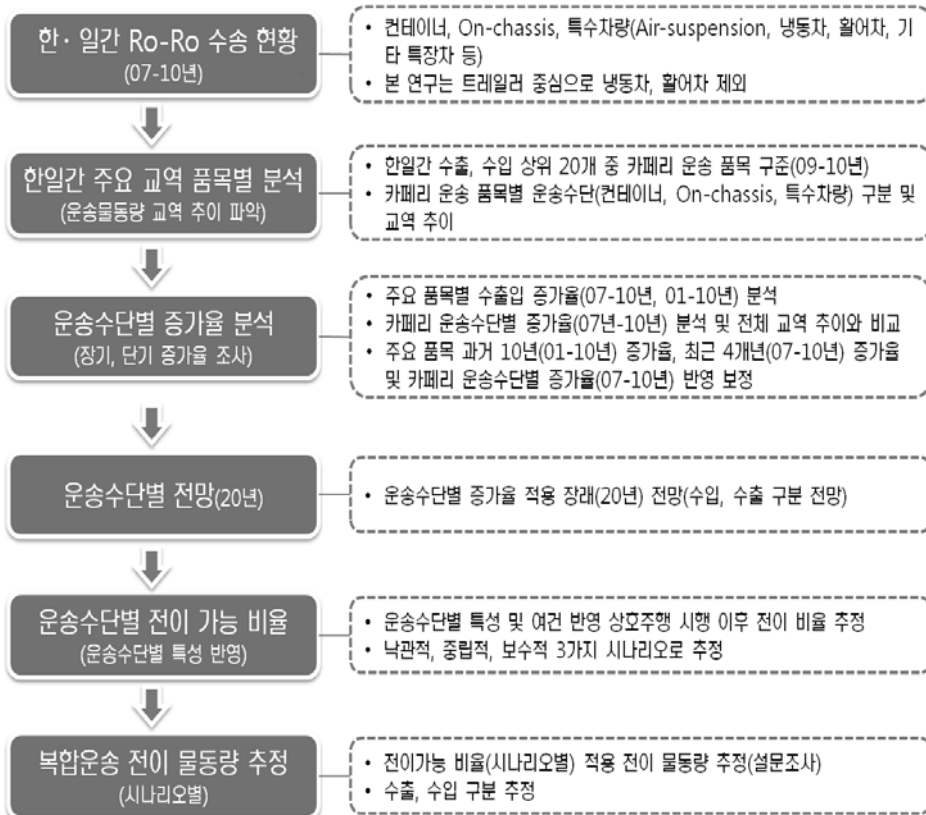 한·일간 Ro-Ro 수송 현황
(07-10년)
• 컨테이너, On-chassis, 특수차량(Air-suspension, 냉동차, 활어차, 기
타 특장차 등)
• 본 연구는 트레일러 중심으로 냉동차, 활어차 제외
한일간 주요 교역 품목별 분석
(운송물동량 교역 추이 파악)
• 한일간 수출, 수입 상위 20개 중 카페리 운송 품목 구준(09-10년)
• 카페리 운송 품목별 운송수단(컨테이너, On-chassis, 특수차량) 구분 및
교역 추이
운송수단별 증가율 분석
(장기, 단기 증가율 조사)
• 주요 품목별 수출입 증가율(07-10년, 01-10년) 분석
• 카페리 운송수단별 증가율(07년-10년) 분석 및 전체 교역 추이와 비교
• 주요 품목 과거 10년(01-10년) 증가율, 최근 4개년(07-10년) 증가율
및 카페리 운송수단별 증가율(07-10년) 반영 보정
운송수단별 전망(20년)
• 운송수단별 증가율 적용 장래(20년) 전망(수입, 수출 구분 전망)
운송수단별 전이 가능 비율
(운송수단별 특성 반영)
• 운송수단별 특성 및 여건 반영 상호주행 시행 이후 전이 비율 추정
• 낙관적, 중립적, 보수적 3가지 시나리오로 추정
복합운송 전이 물동량 추정
(시나리오별)
• 전이가능 비율(시나리오별) 적용 전이 물동량 추정(설문조사)
• 수출, 수입 구분 추정